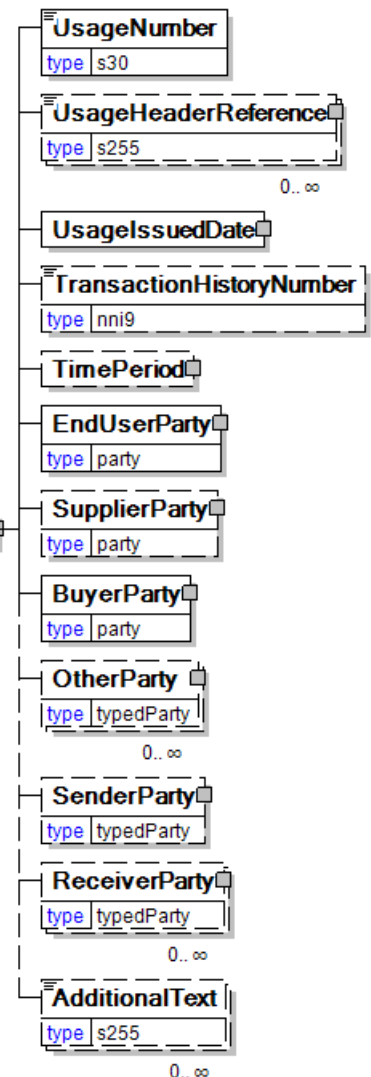 UsageNumber
type s30
UsageHeaderReference
type s255
0.. ∞
UsageIssuedDate
TransactionHistoryNumber
type nni9
TimePeriod
EndUserParty
type party
SupplierParty
type party
BuyerParty
type party
OtherParty
type typedParty
0.. ∞
SenderParty
type typedParty
ReceiverParty
type typedParty
0.. ∞
AdditionalText
type s255
0.. ∞